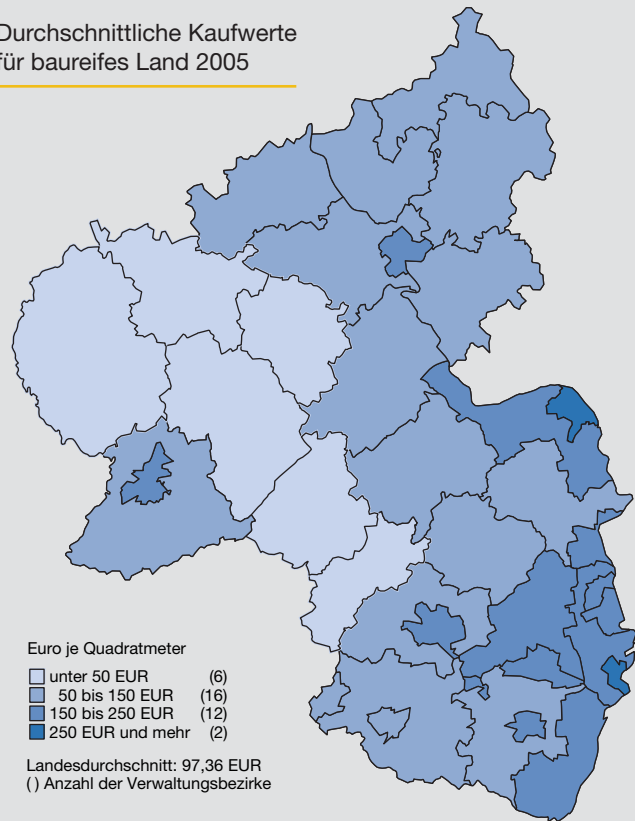 Durchschnittliche Kaufwerte
für baureifes Land 2005
Euro je Quadratmeter
unter 50 EUR (6)
50 bis 150 EUR (16)
150 bis 250 EUR (12)
250 EUR und mehr (2)
Landesdurchschnitt: 97,36 EUR
( ) Anzahl der Verwaltungsbezirke